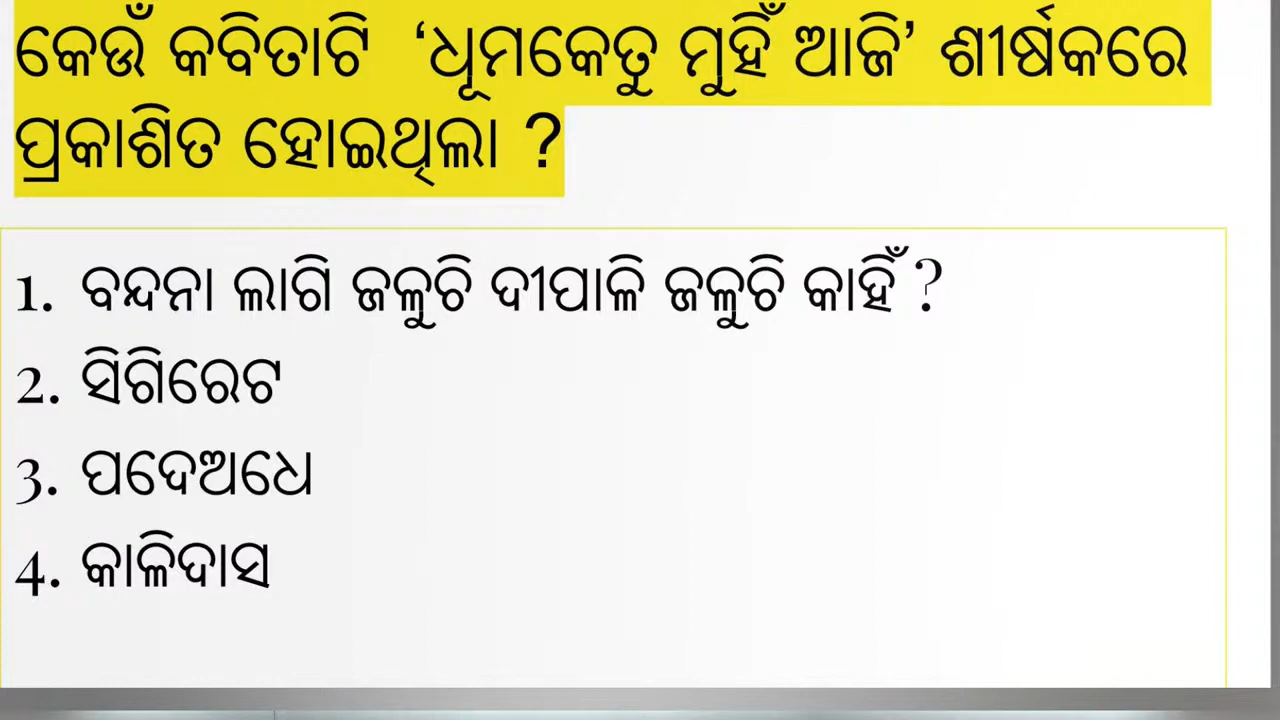 କେଉଁ କବିତାଟି ‘ଧୂମକେତୁ ମୁହିଁ ଆଜି’ ଶୀର୍ଷକରେ
ପ୍ରକାଶିତ ହୋଇଥିଲା ?
1. ବନ୍ଦନା ଲାଗି ଜଳୁଚି ଦୀପାଳି ଜଳୁଚି କାହିଁ ?
2. ସିଗିରେଟ
3. ପଦେଅଧେ
4. କାଳିଦାସ